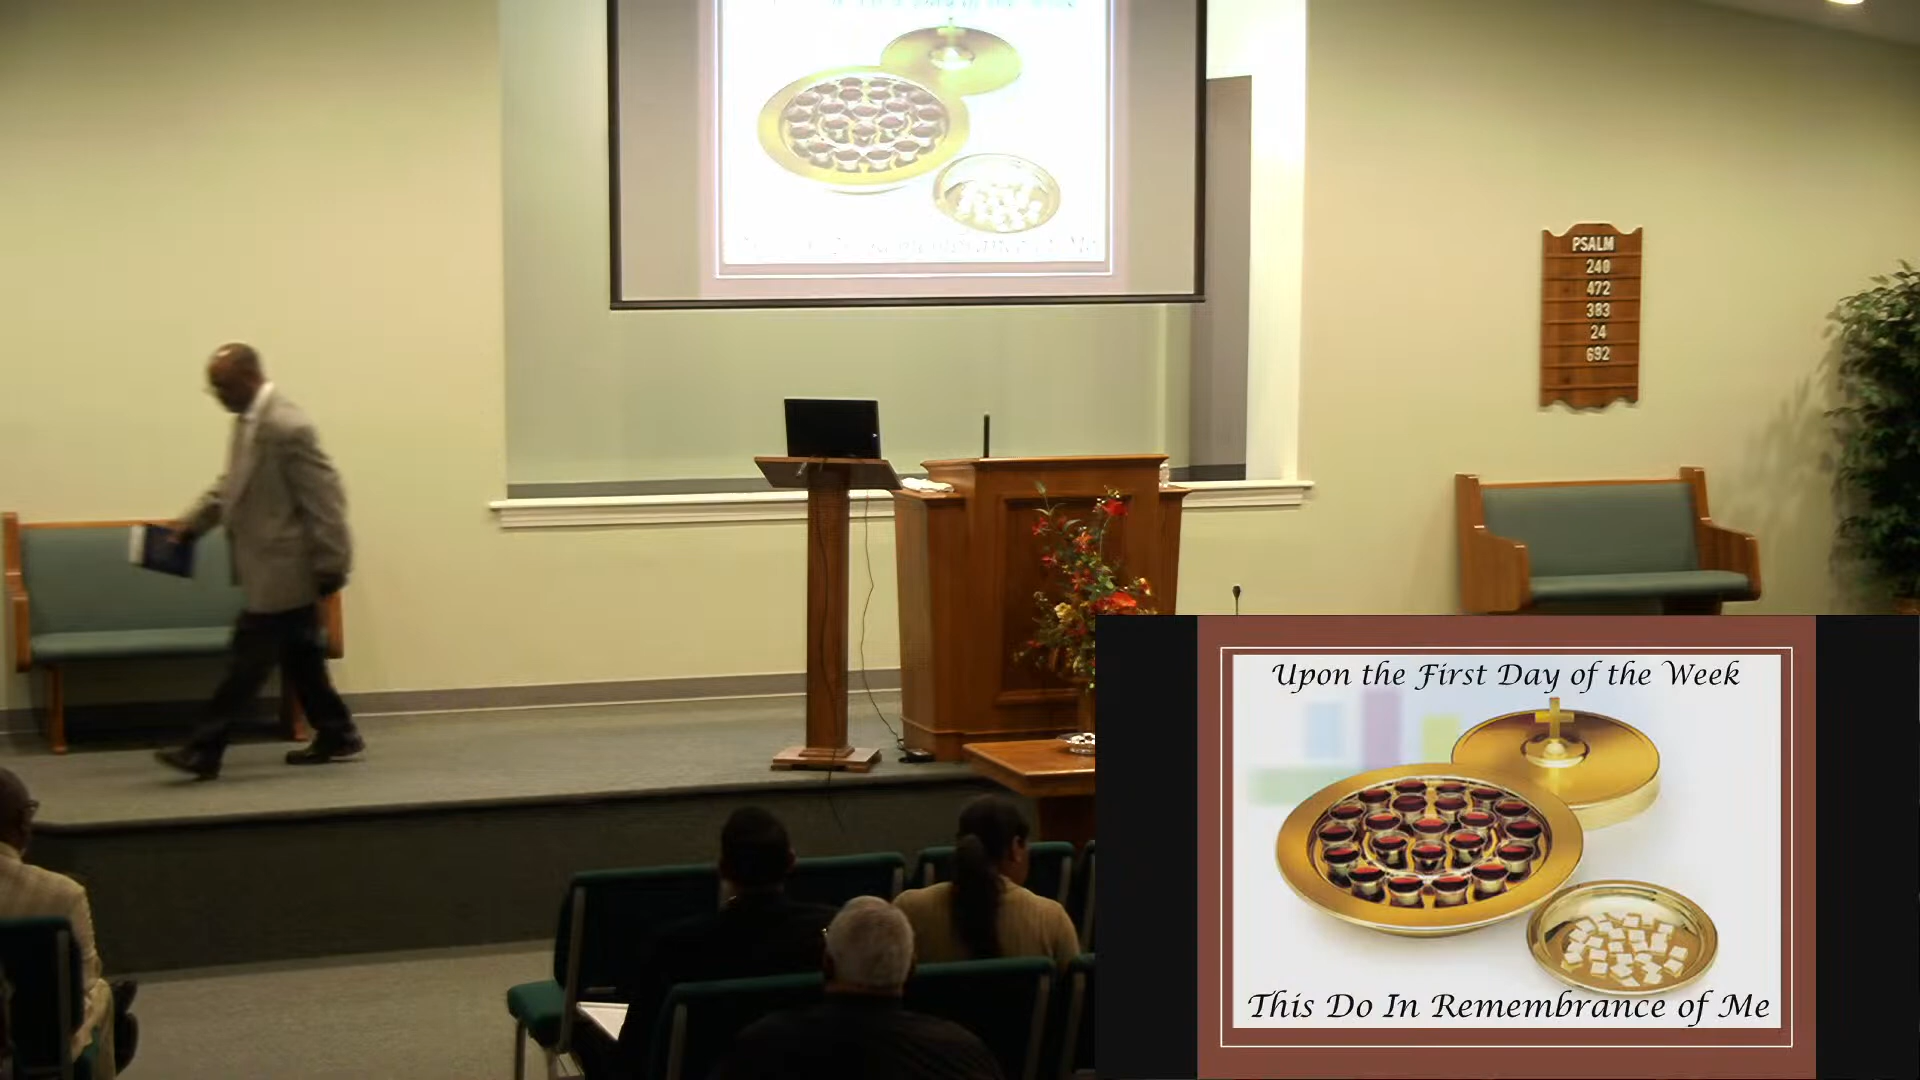 PSALM
240
472
383
24
692
Upon the First Day of the Week
This Do In Remembrance of Me